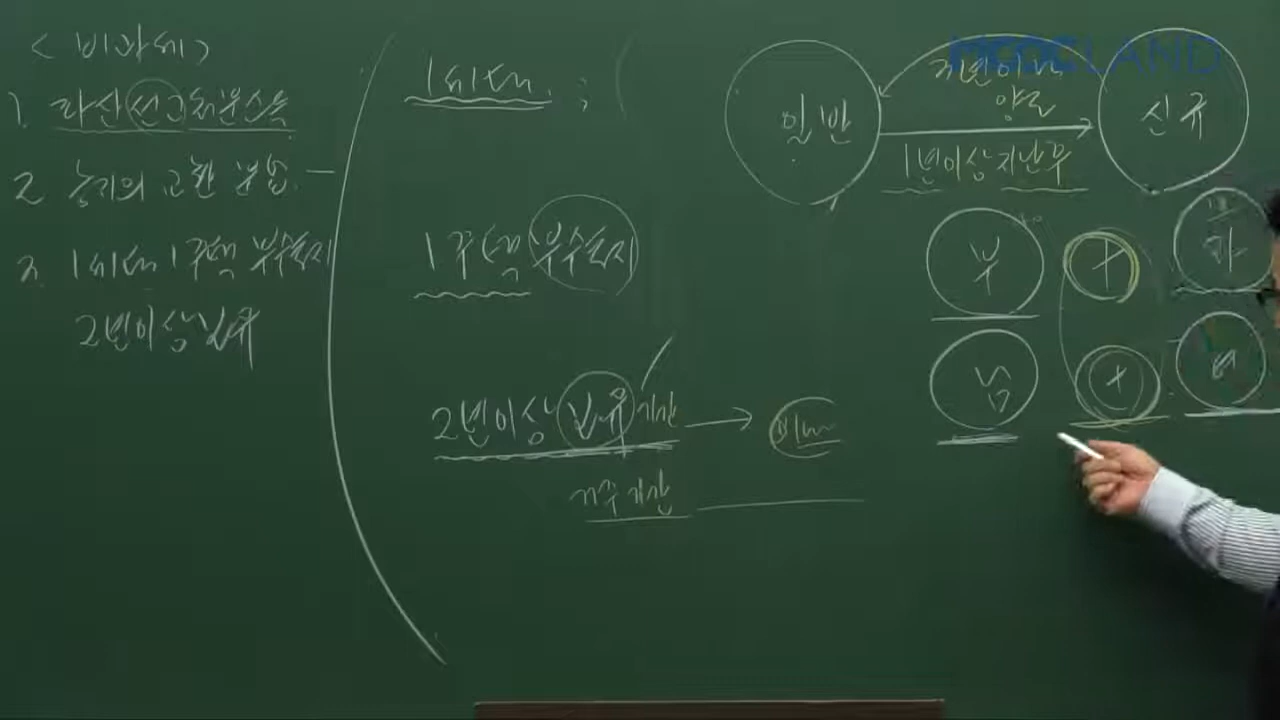 < 비과세 >
1. 파산선고처분소득
2. 농지의 교환 분합
3. 1세대 1주택 부수토지
2년이상보유
1세대 ; (
1주택 부수토지
2년이상 보유기간
거주기간
MOOCLAND
3년이내
양도
일반
신규
1년이상 지난후
부
+
남
+